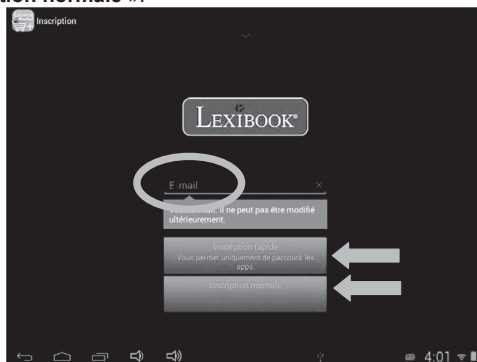 tion normale ».
Inscription
LEXIBOOK®
E-mail
il ne peut pas être modifié
ultérieurement.
Inscription rapide
Vous permet uniquement de parcourir les
apps.
Inscription normale
4:01